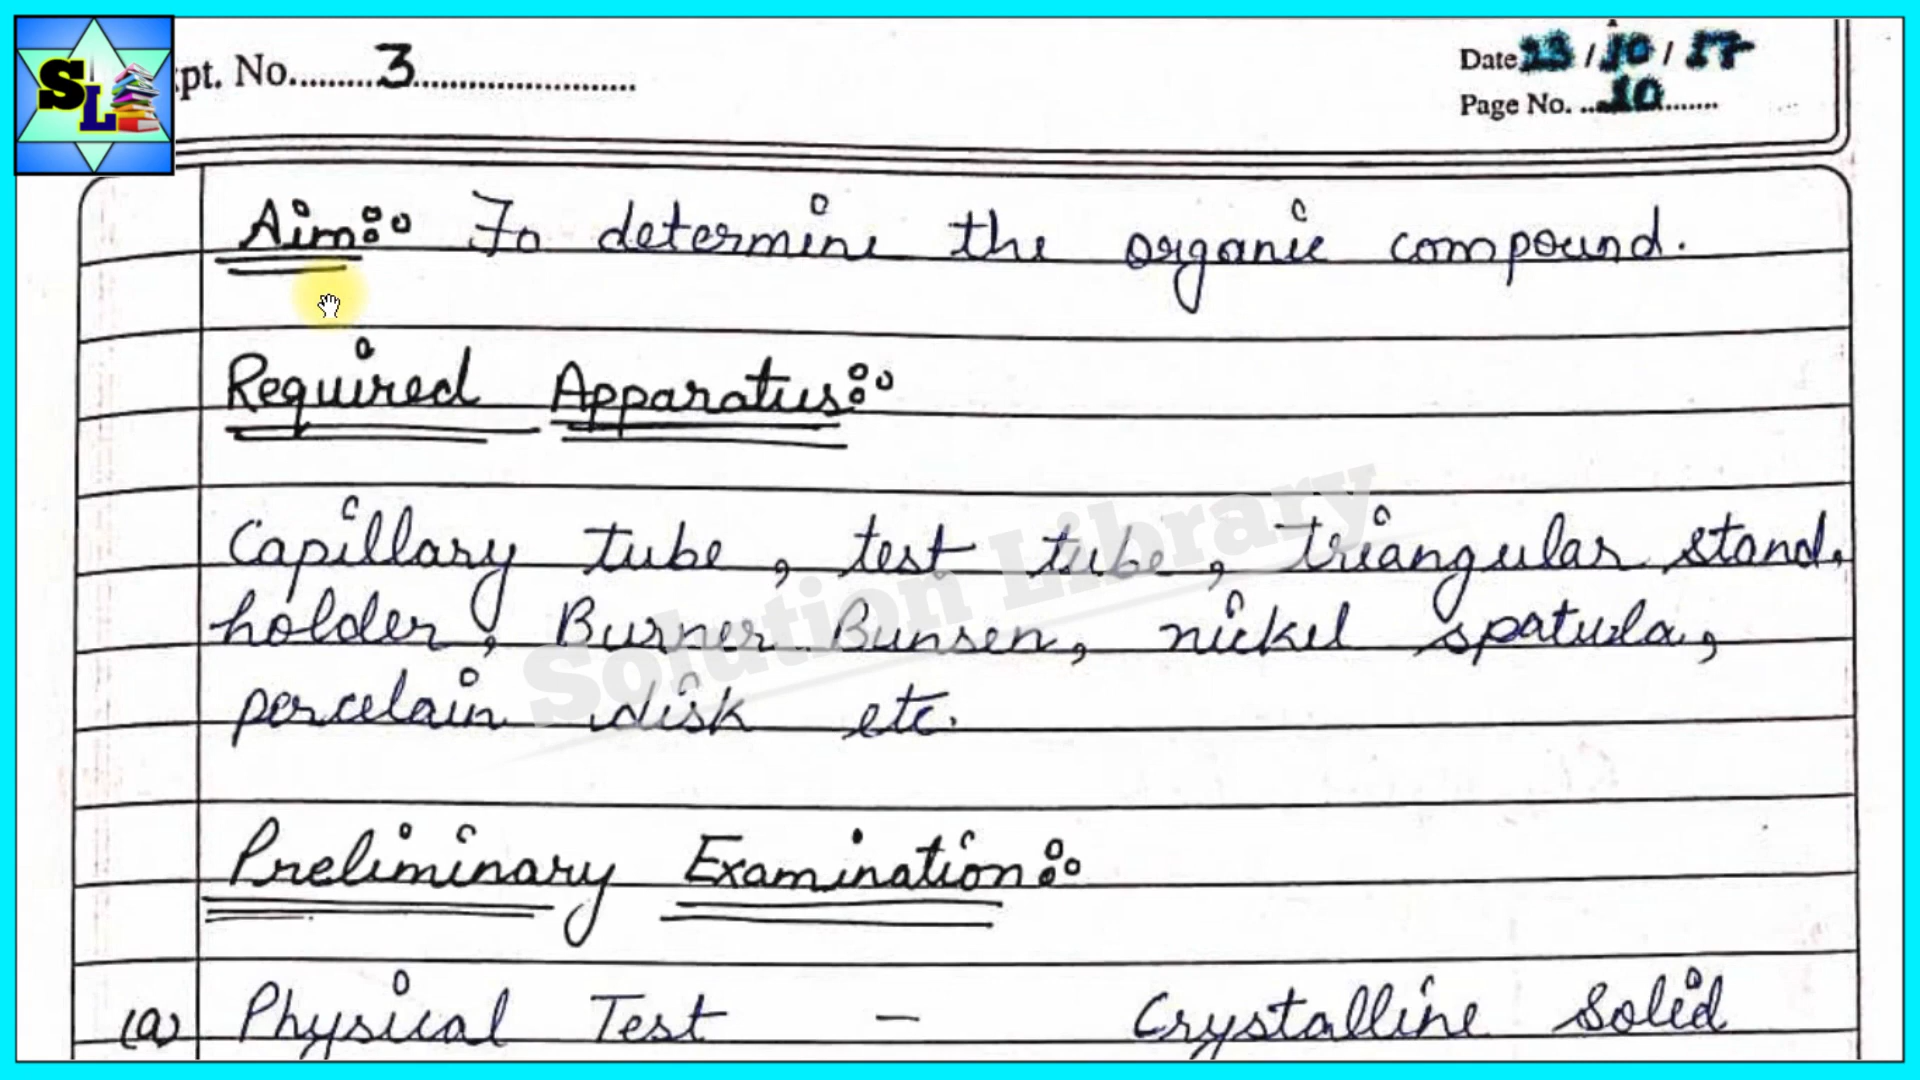 SL
xpt. No. 3
Date 13/10/17
Page No. 10
Aim:- To determine the organic compound.
Required Apparatus:-
Capillary tube, test tube, triangular stand,
holder, Burner Bunsen, nickel spatula,
porcelain disk etc.
Solution Library
Preliminary Examination:-
(a) Physical Test - Crystalline Solid